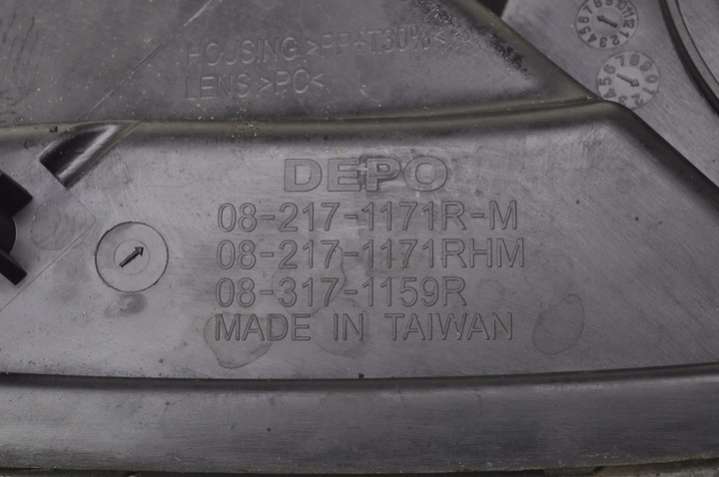 HOUSING>PP+T30%<
LENS>PC<
DEPO
08-217-1171R-M
08-217-1171RHM
08-317-1159R
MADE IN TAIWAN